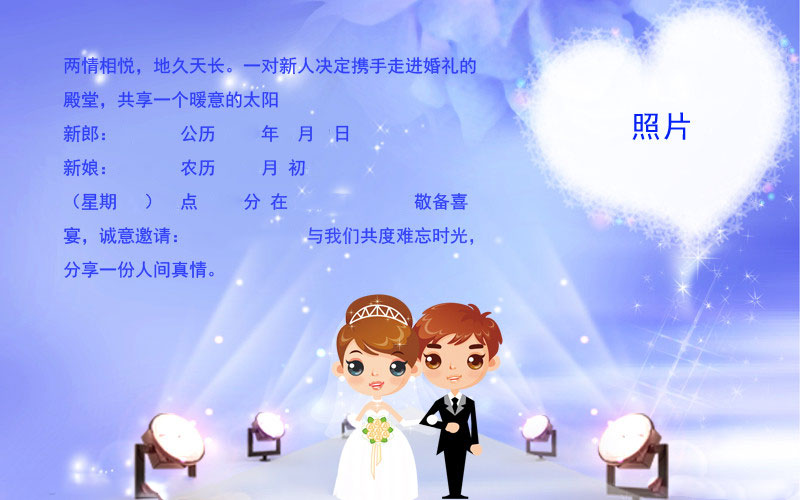 两情相悦，地久天长。一对新人决定携手走进婚礼的
殿堂，共享一个暖意的太阳
新郎： 公历 年 月 日
新娘： 农历 月 初
（星期 ） 点 分 在 敬备喜
宴，诚意邀请： 与我们共度难忘时光，
分享一份人间真情。
照片